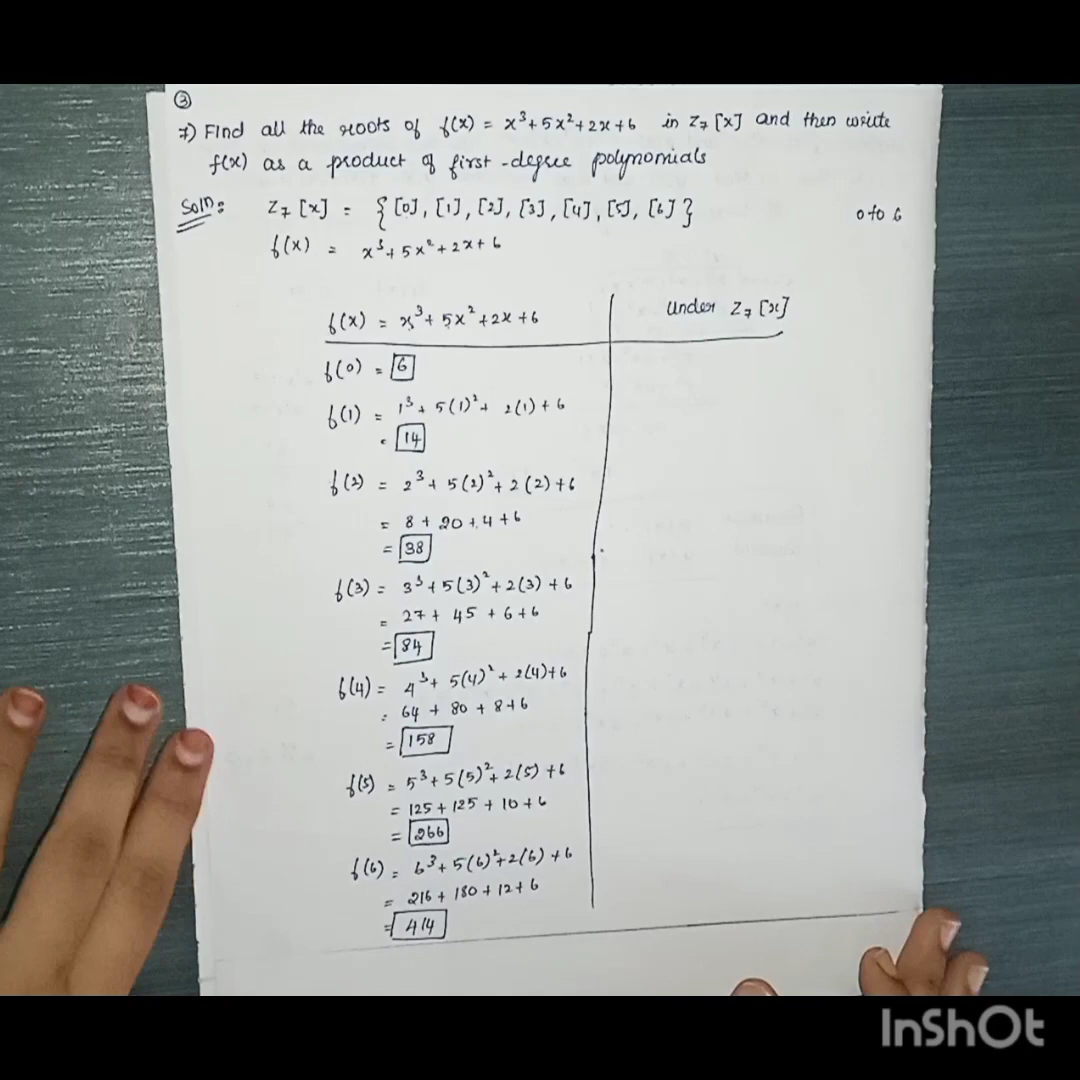 ③
7) Find all the roots of f(x) = x³ + 5x² + 2x + 6 in Z₇[x] and then write
f(x) as a product of first-degree polynomials
Soln: Z₇[x] = {[0], [1], [2], [3], [4], [5], [6]} 0 to 6
f(x) = x³ + 5x² + 2x + 6
f(x) = x³ + 5x² + 2x + 6 Under Z₇[x]
f(0) = 6
f(1) = 1³ + 5(1)² + 2(1) + 6
= 14
f(2) = 2³ + 5(2)² + 2(2) + 6
= 8 + 20 + 4 + 6
= 38
f(3) = 3³ + 5(3)² + 2(3) + 6
= 27 + 45 + 6 + 6
= 84
f(4) = 4³ + 5(4)² + 2(4) + 6
= 64 + 80 + 8 + 6
= 158
f(5) = 5³ + 5(5)² + 2(5) + 6
= 125 + 125 + 10 + 6
= 266
f(6) = 6³ + 5(6)² + 2(6) + 6
= 216 + 180 + 12 + 6
= 414
InShOt